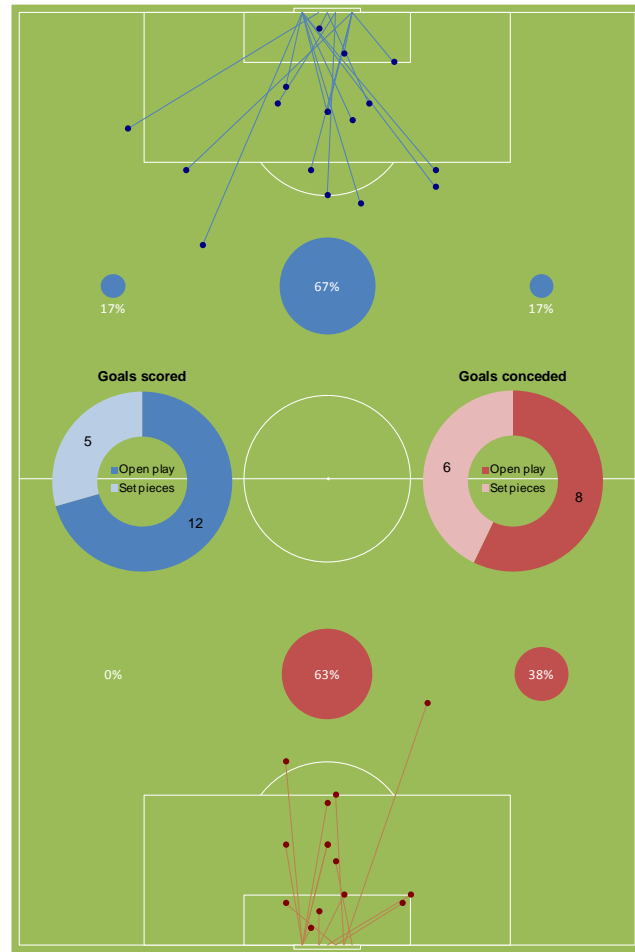 67%
17%
17%
Goals scored
Goals conceded
5
Open play
Set pieces
12
6
Open play
Set pieces
8
0%
63%
38%